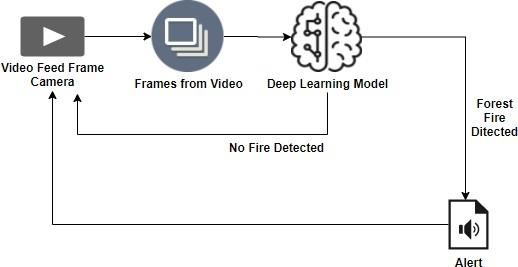 Video Feed Frame
Camera
Frames from Video
Deep Learning Model
No Fire Detected
Forest
Fire
Ditected
Alert